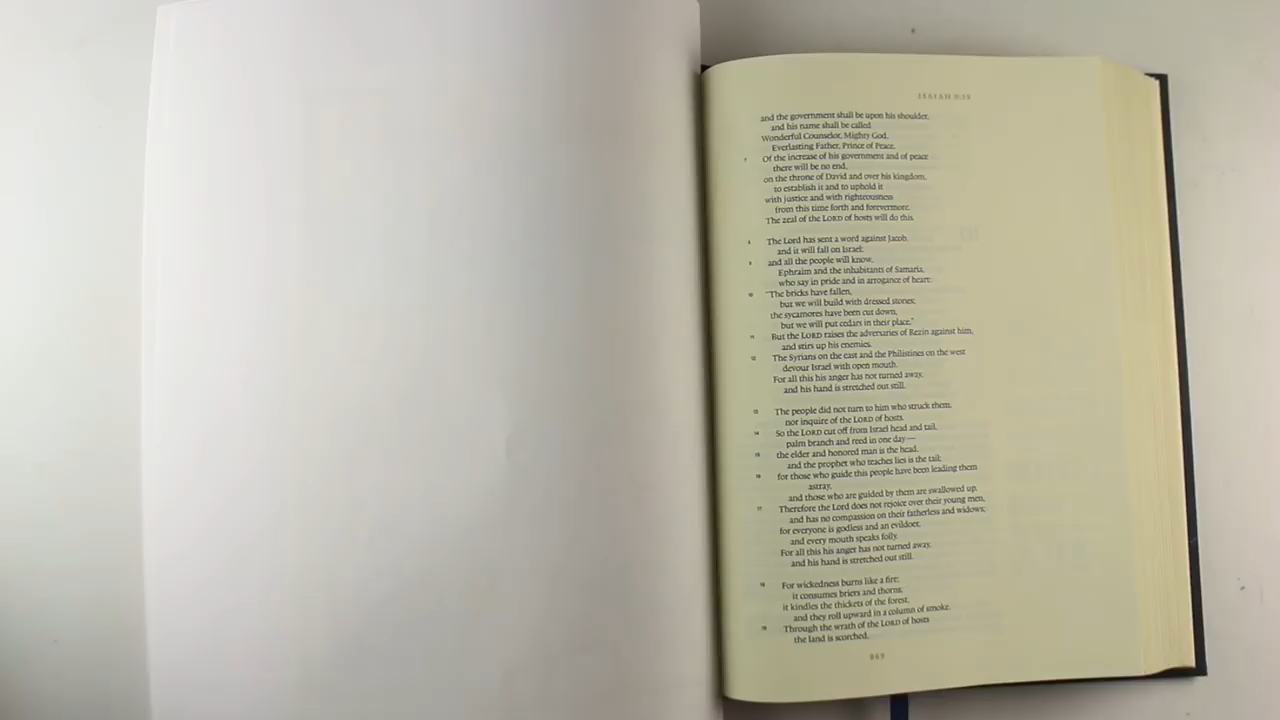 ISAIAH 9:19
and the government shall be upon his shoulder,
and his name shall be called
Wonderful Counselor, Mighty God,
Everlasting Father, Prince of Peace.
7 Of the increase of his government and of peace
there will be no end,
on the throne of David and over his kingdom,
to establish it and to uphold it
with justice and with righteousness
from this time forth and forevermore.
The zeal of the LORD of hosts will do this.
8 The Lord has sent a word against Jacob,
and it will fall on Israel;
9 and all the people will know,
Ephraim and the inhabitants of Samaria,
who say in pride and in arrogance of heart:
10 “The bricks have fallen,
but we will build with dressed stones;
the sycamores have been cut down,
but we will put cedars in their place.”
11 But the LORD raises the adversaries of Rezin against him,
and stirs up his enemies.
12 The Syrians on the east and the Philistines on the west
devour Israel with open mouth.
For all this his anger has not turned away,
and his hand is stretched out still.
13 The people did not turn to him who struck them,
nor inquire of the LORD of hosts.
14 So the LORD cut off from Israel head and tail,
palm branch and reed in one day—
15 the elder and honored man is the head,
and the prophet who teaches lies is the tail;
16 for those who guide this people have been leading them
astray,
and those who are guided by them are swallowed up.
17 Therefore the Lord does not rejoice over their young men,
and has no compassion on their fatherless and widows;
for everyone is godless and an evildoer,
and every mouth speaks folly.
For all this his anger has not turned away,
and his hand is stretched out still.
18 For wickedness burns like a fire;
it consumes briers and thorns;
it kindles the thickets of the forest,
and they roll upward in a column of smoke.
19 Through the wrath of the LORD of hosts
the land is scorched,
869